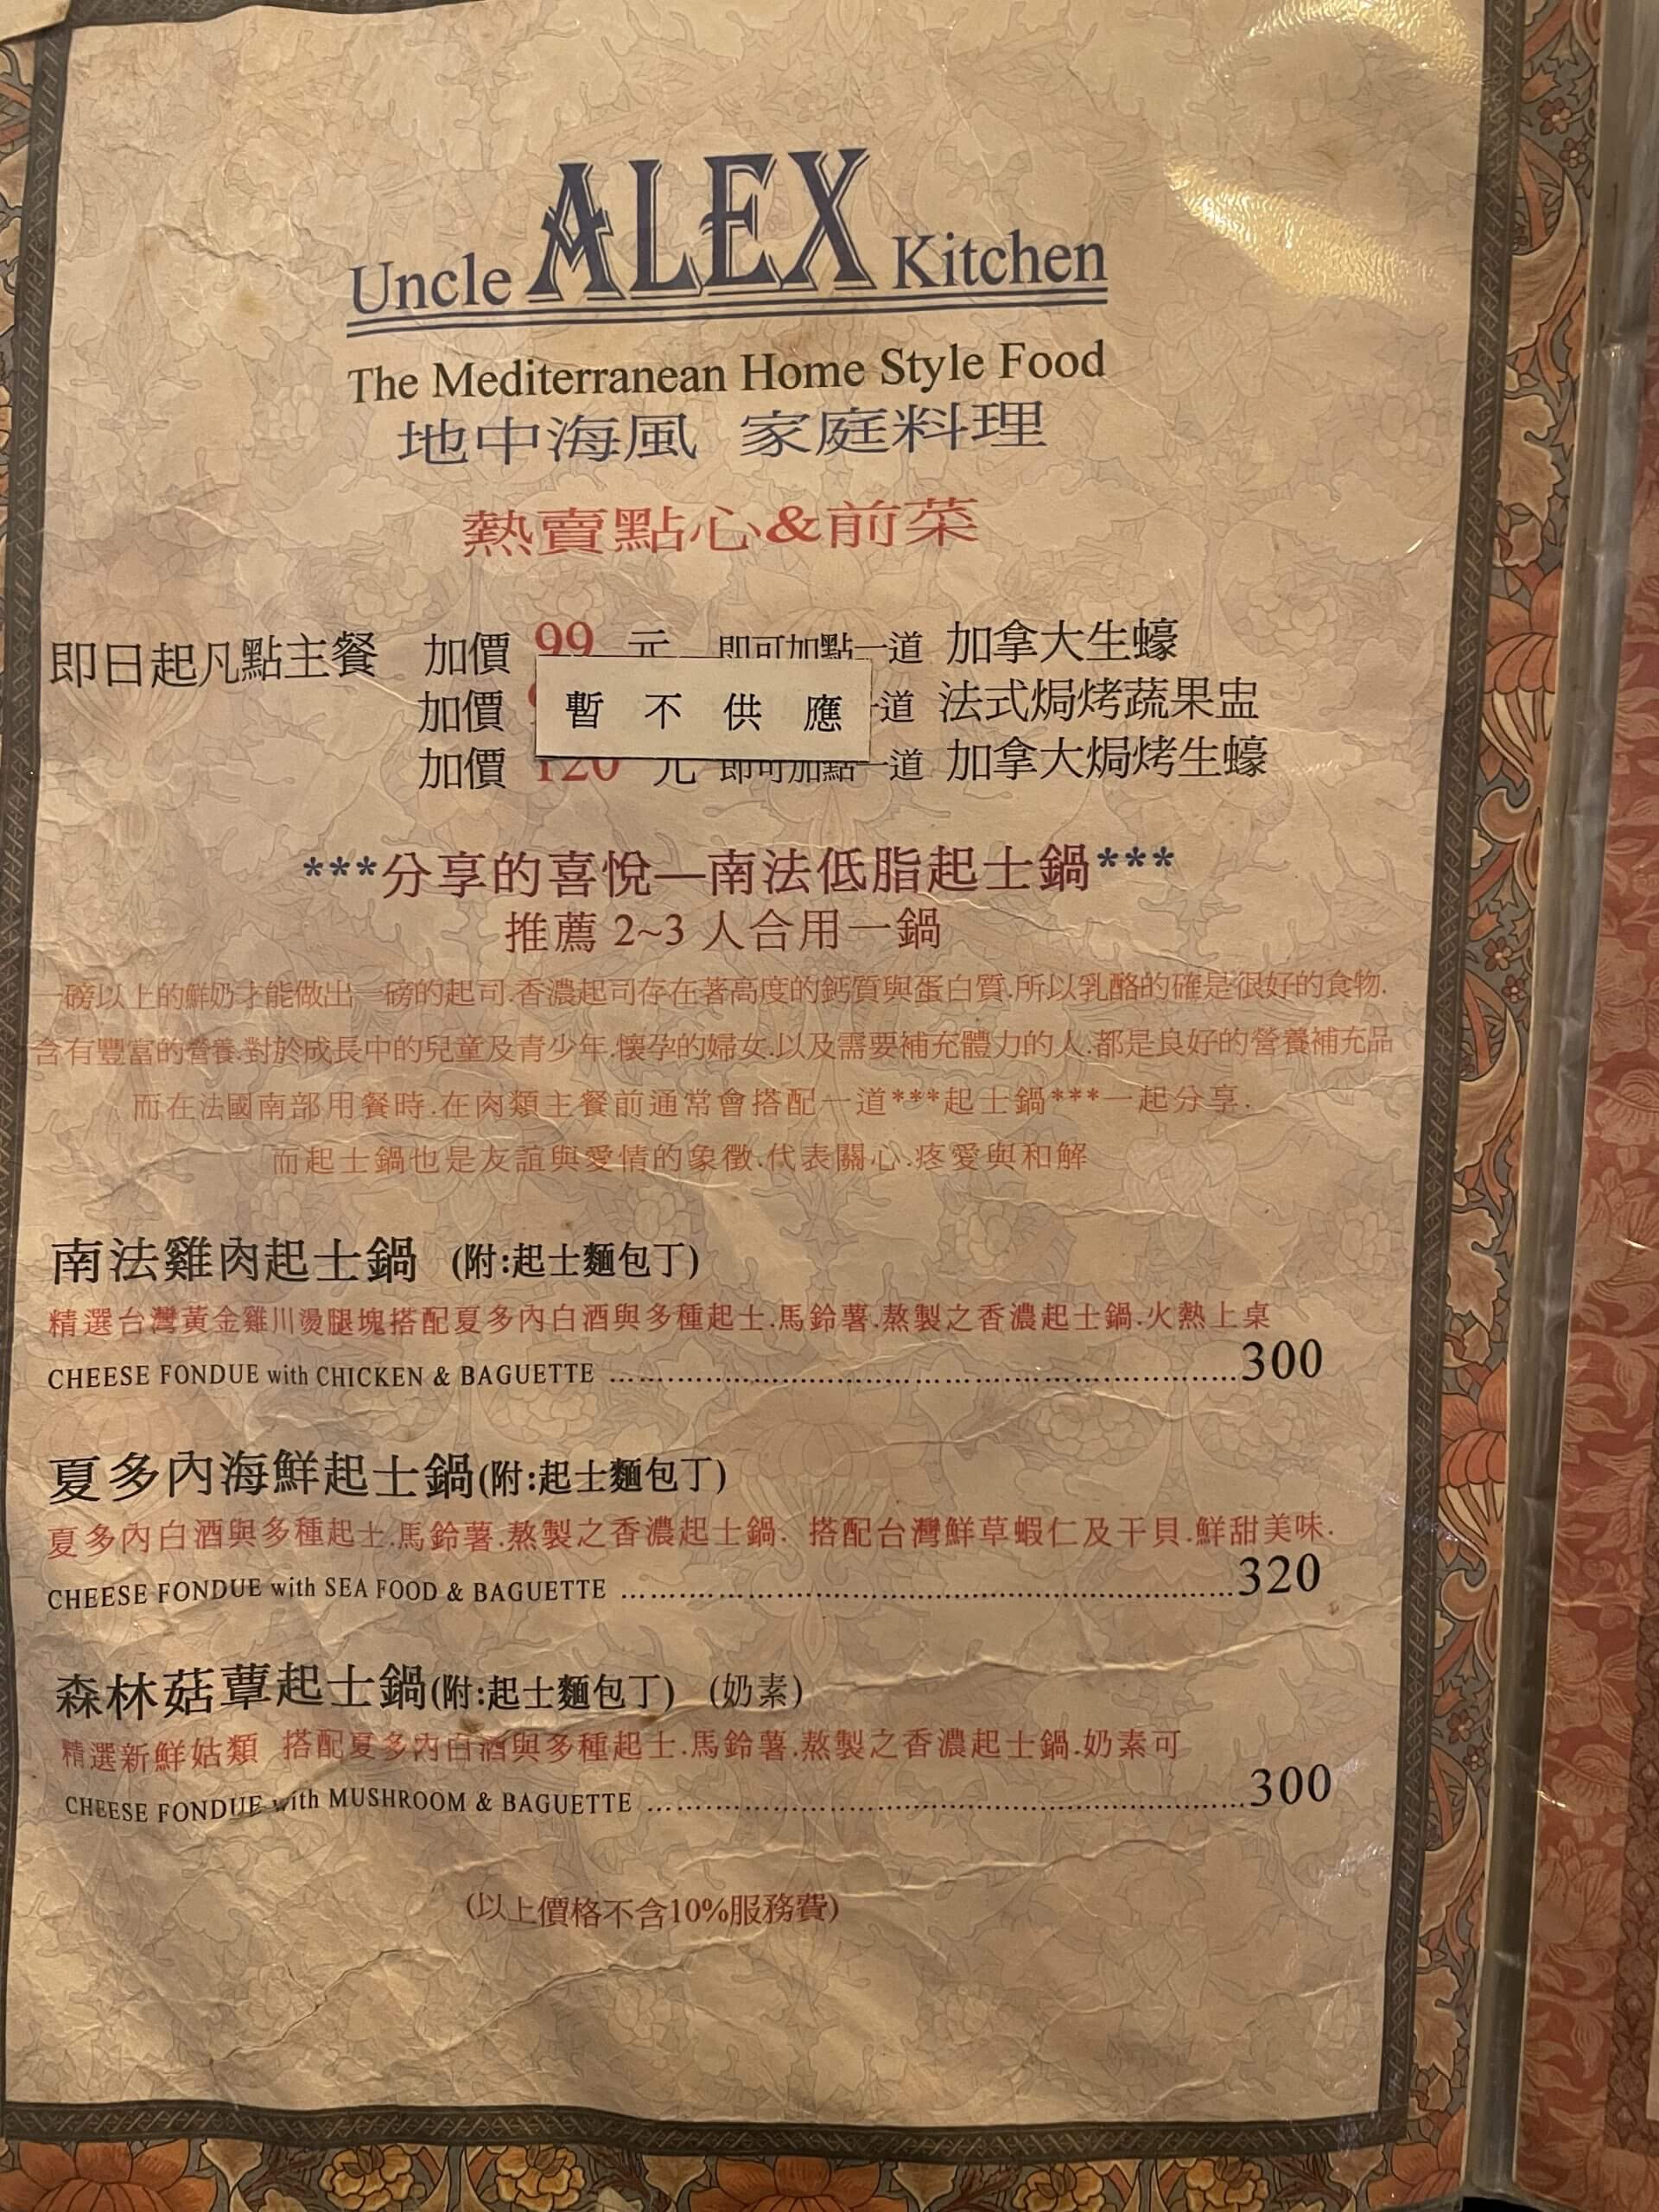 Uncle ALEX Kitchen
The Mediterranean Home Style Food
地中海風 家庭料理
熱賣點心&前菜
即日起凡點主餐 加價 99 元 即可加點一道 加拿大生蠔
加價 道 法式焗烤蔬果盅
暫不供應
加價 120 元 即可加點一道 加拿大焗烤生蠔
***分享的喜悅—南法低脂起士鍋***
推薦 2~3 人合用一鍋
一磅以上的鮮奶才能做出一磅的起司.香濃起司存在著高度的鈣質與蛋白質.所以乳酪的確是很好的食物.
含有豐富的營養.對於成長中的兒童及青少年.懷孕的婦女.以及需要補充體力的人.都是良好的營養補充品
而在法國南部用餐時.在肉類主餐前通常會搭配一道***起士鍋***一起分享.
而起士鍋也是友誼與愛情的象徵.代表關心.疼愛與和解
南法雞肉起士鍋 (附:起士麵包丁)
精選台灣黃金雞川燙腿塊搭配夏多內白酒與多種起士.馬鈴薯.熬製之香濃起士鍋.火熱上桌
CHEESE FONDUE with CHICKEN & BAGUETTE ...............................................300
夏多內海鮮起士鍋(附:起士麵包丁)
夏多內白酒與多種起士.馬鈴薯.熬製之香濃起士鍋. 搭配台灣鮮草蝦仁及干貝.鮮甜美味.
CHEESE FONDUE with SEA FOOD & BAGUETTE ...............................................320
森林菇蕈起士鍋(附:起士麵包丁) (奶素)
精選新鮮姑類 搭配夏多內白酒與多種起士.馬鈴薯.熬製之香濃起士鍋.奶素可
CHEESE FONDUE with MUSHROOM & BAGUETTE ...............................................300
(以上價格不含10%服務費)